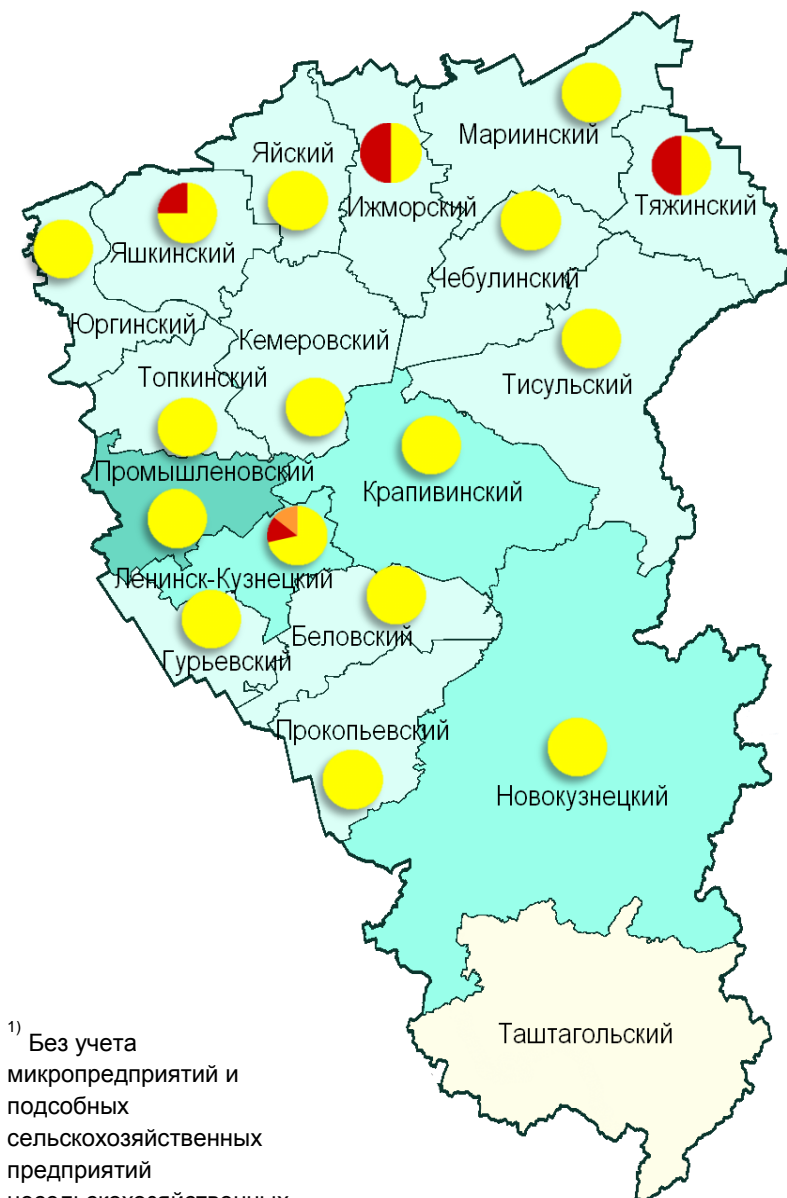 Мариинский
Яйский
Ижморский
Тяжинский
Яшкинский
Чебулинский
Юргинский
Кемеровский
Топкинский
Тисульский
Промышленовский
Крапивинский
Ленинск-Кузнецкий
Беловский
Гурьевский
Прокопьевский
Новокузнецкий
Таштагольский
1) Без учета
микропредприятий и
подсобных
сельскохозяйственных
предприятий
несельскохозяйственных